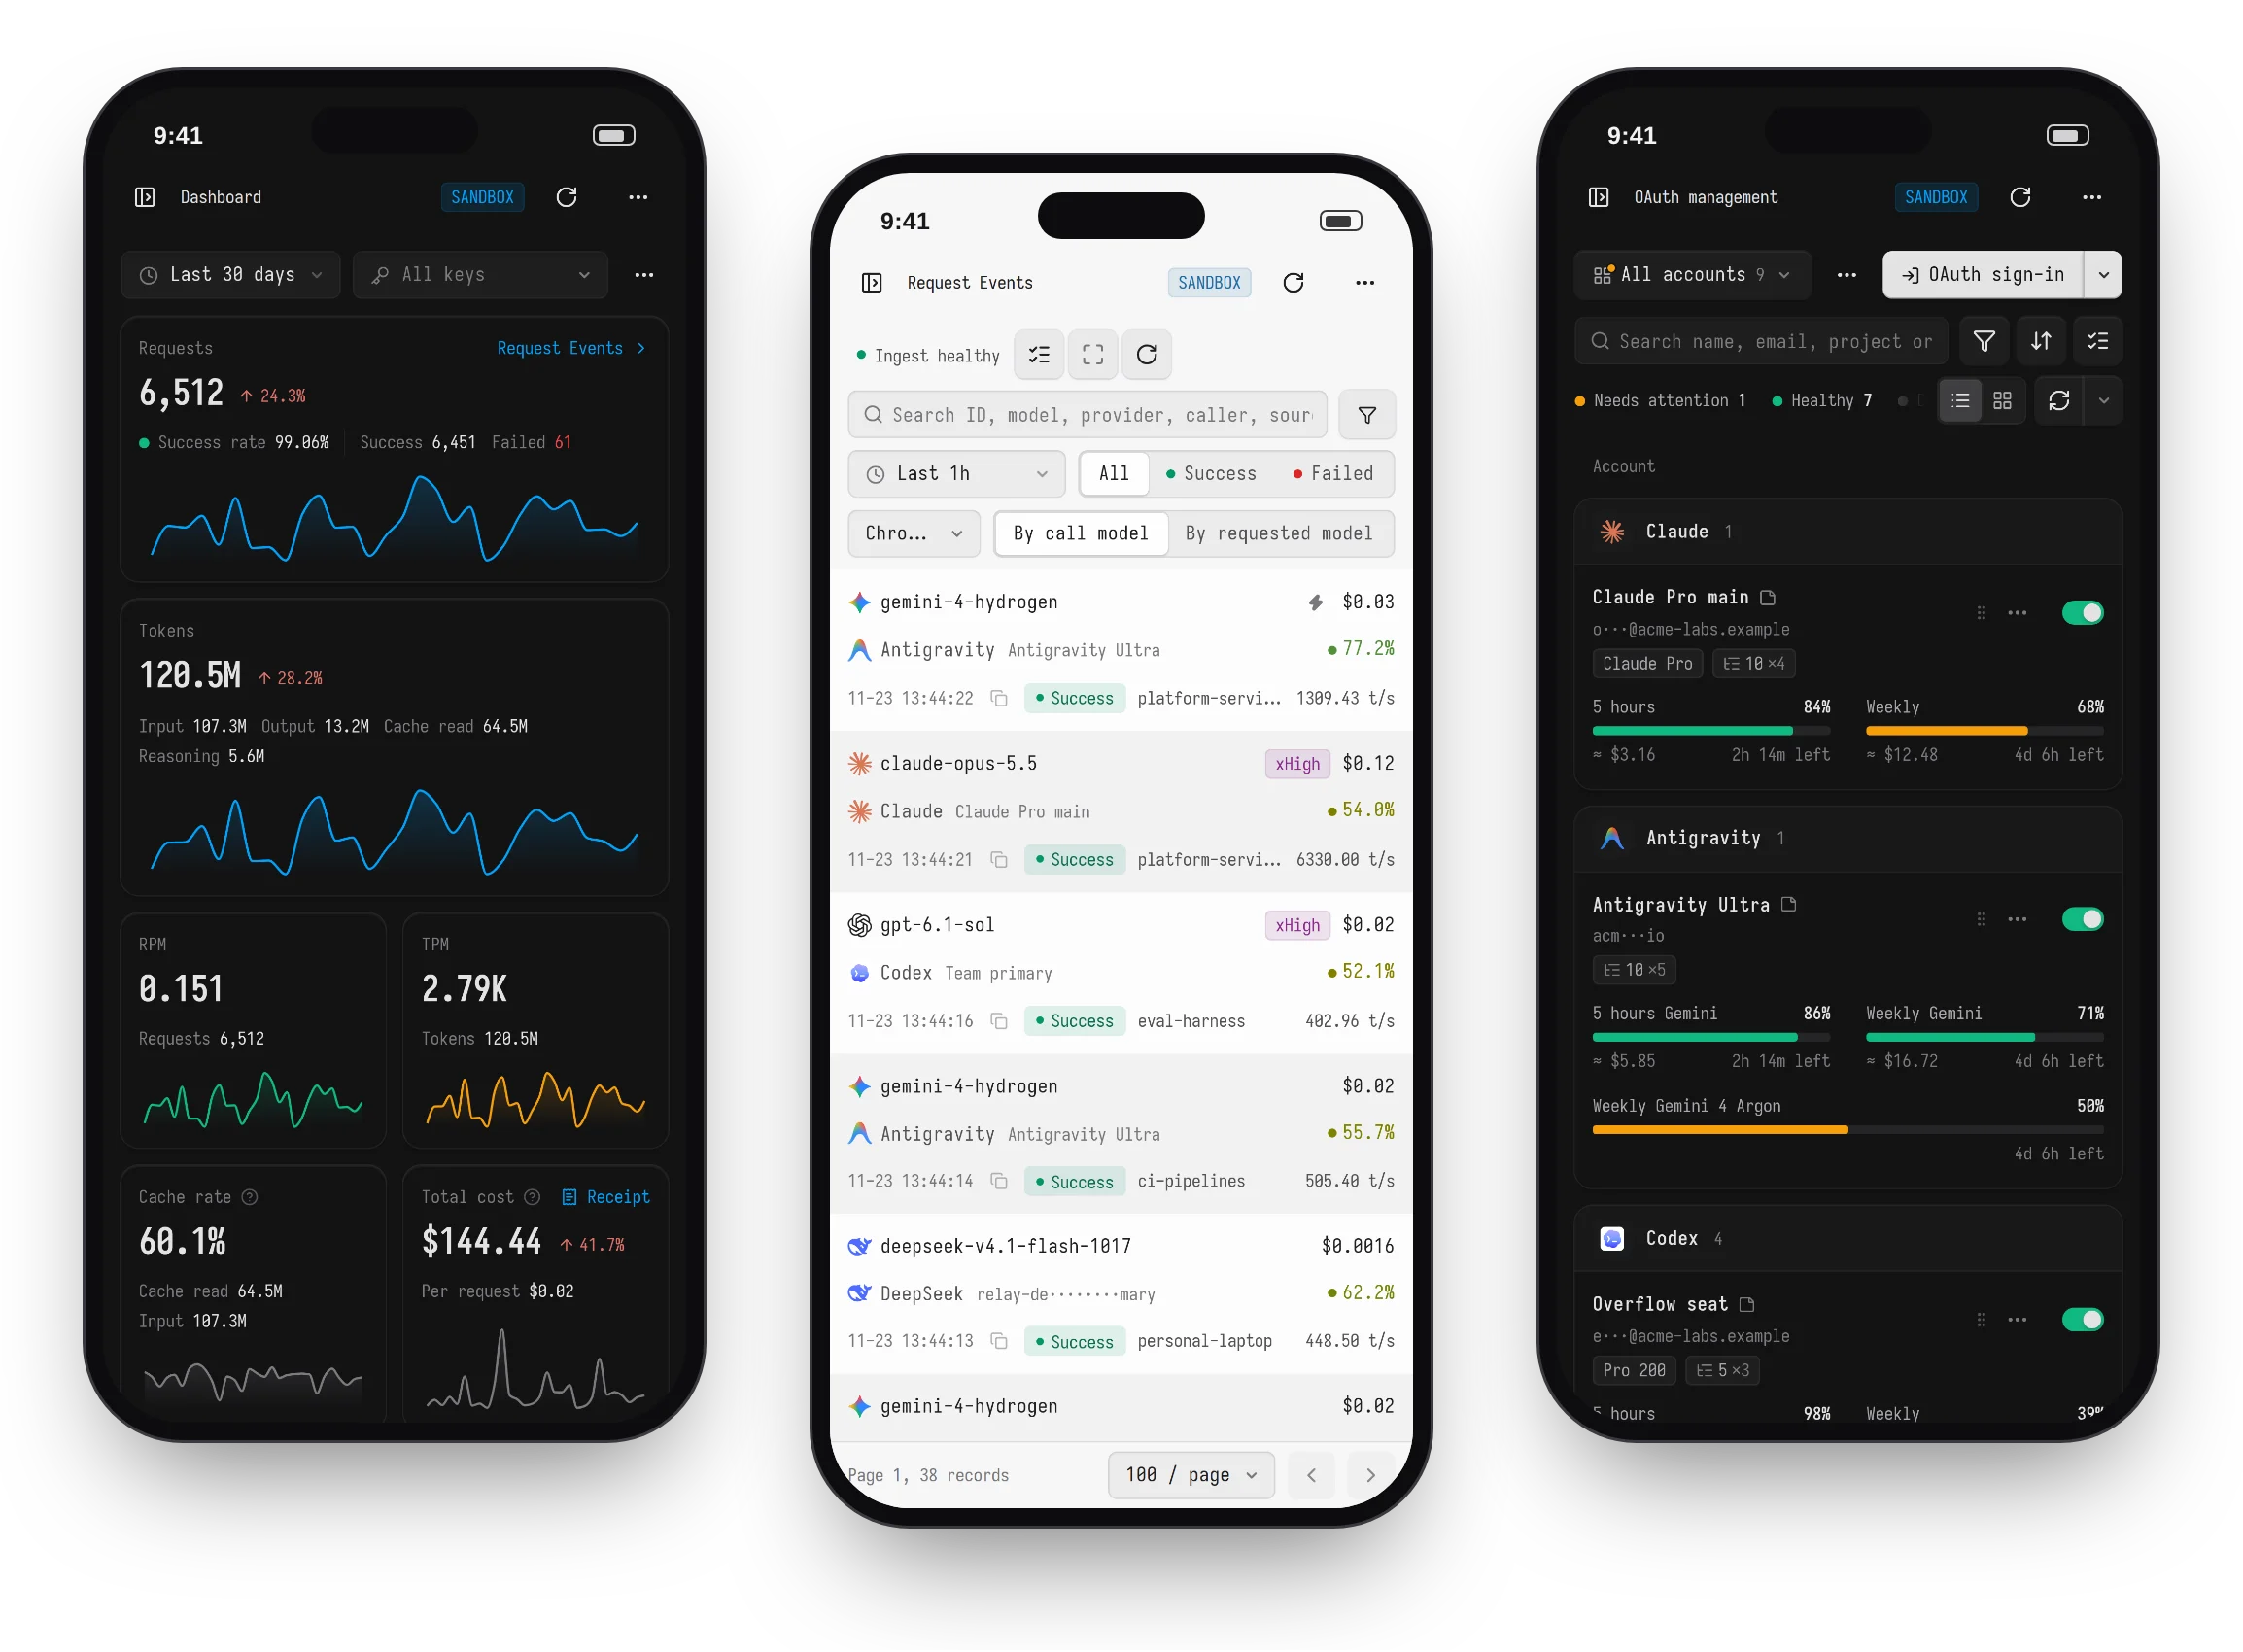 9:41
Dashboard
SANDBOX
Last 30 days
All keys
Requests
Request Events
6,512
24.3%
Success rate 99.06%
Success 6,451 Failed 61
Tokens
120.5M
28.2%
Input 107.3M Output 13.2M Cache read 64.5M
Reasoning 5.6M
RPM
0.151
Requests 6,512
TPM
2.79K
Tokens 120.5M
Cache rate
60.1%
Cache read 64.5M
Input 107.3M
Total cost
Receipt
$144.44
41.7%
Per request $0.02
9:41
Request Events
SANDBOX
Ingest healthy
Search ID, model, provider, caller, sour
Last 1h
All
Success
Failed
Chro...
By call model
By requested model
gemini-4-hydrogen
$0.03
Antigravity Antigravity Ultra
77.2%
11-23 13:44:22
Success
platform-servi...
1309.43 t/s
claude-opus-5.5
xHigh
$0.12
Claude Claude Pro main
54.0%
11-23 13:44:21
Success
platform-servi...
6330.00 t/s
gpt-6.1-sol
xHigh
$0.02
Codex Team primary
52.1%
11-23 13:44:16
Success
eval-harness
402.96 t/s
gemini-4-hydrogen
$0.02
Antigravity Antigravity Ultra
55.7%
11-23 13:44:14
Success
ci-pipelines
505.40 t/s
deepseek-v4.1-flash-1017
$0.0016
DeepSeek relay-de········mary
62.2%
11-23 13:44:13
Success
personal-laptop
448.50 t/s
gemini-4-hydrogen
$0.02
Page 1, 38 records
100 / page
9:41
OAuth management
SANDBOX
All accounts 9
OAuth sign-in
Search name, email, project or
Needs attention 1
Healthy 7
Account
Claude 1
Claude Pro main
o···@acme-labs.example
Claude Pro
10 ×4
5 hours 84%
≈ $3.16 2h 14m left
Weekly 68%
≈ $12.48 4d 6h left
Antigravity 1
Antigravity Ultra
acm···io
10 ×5
5 hours Gemini 86%
≈ $5.85 2h 14m left
Weekly Gemini 71%
≈ $16.72 4d 6h left
Weekly Gemini 4 Argon 50%
4d 6h left
Codex 4
Overflow seat
e···@acme-labs.example
Pro 200
5 ×3
5 hours 98%
Weekly 39%